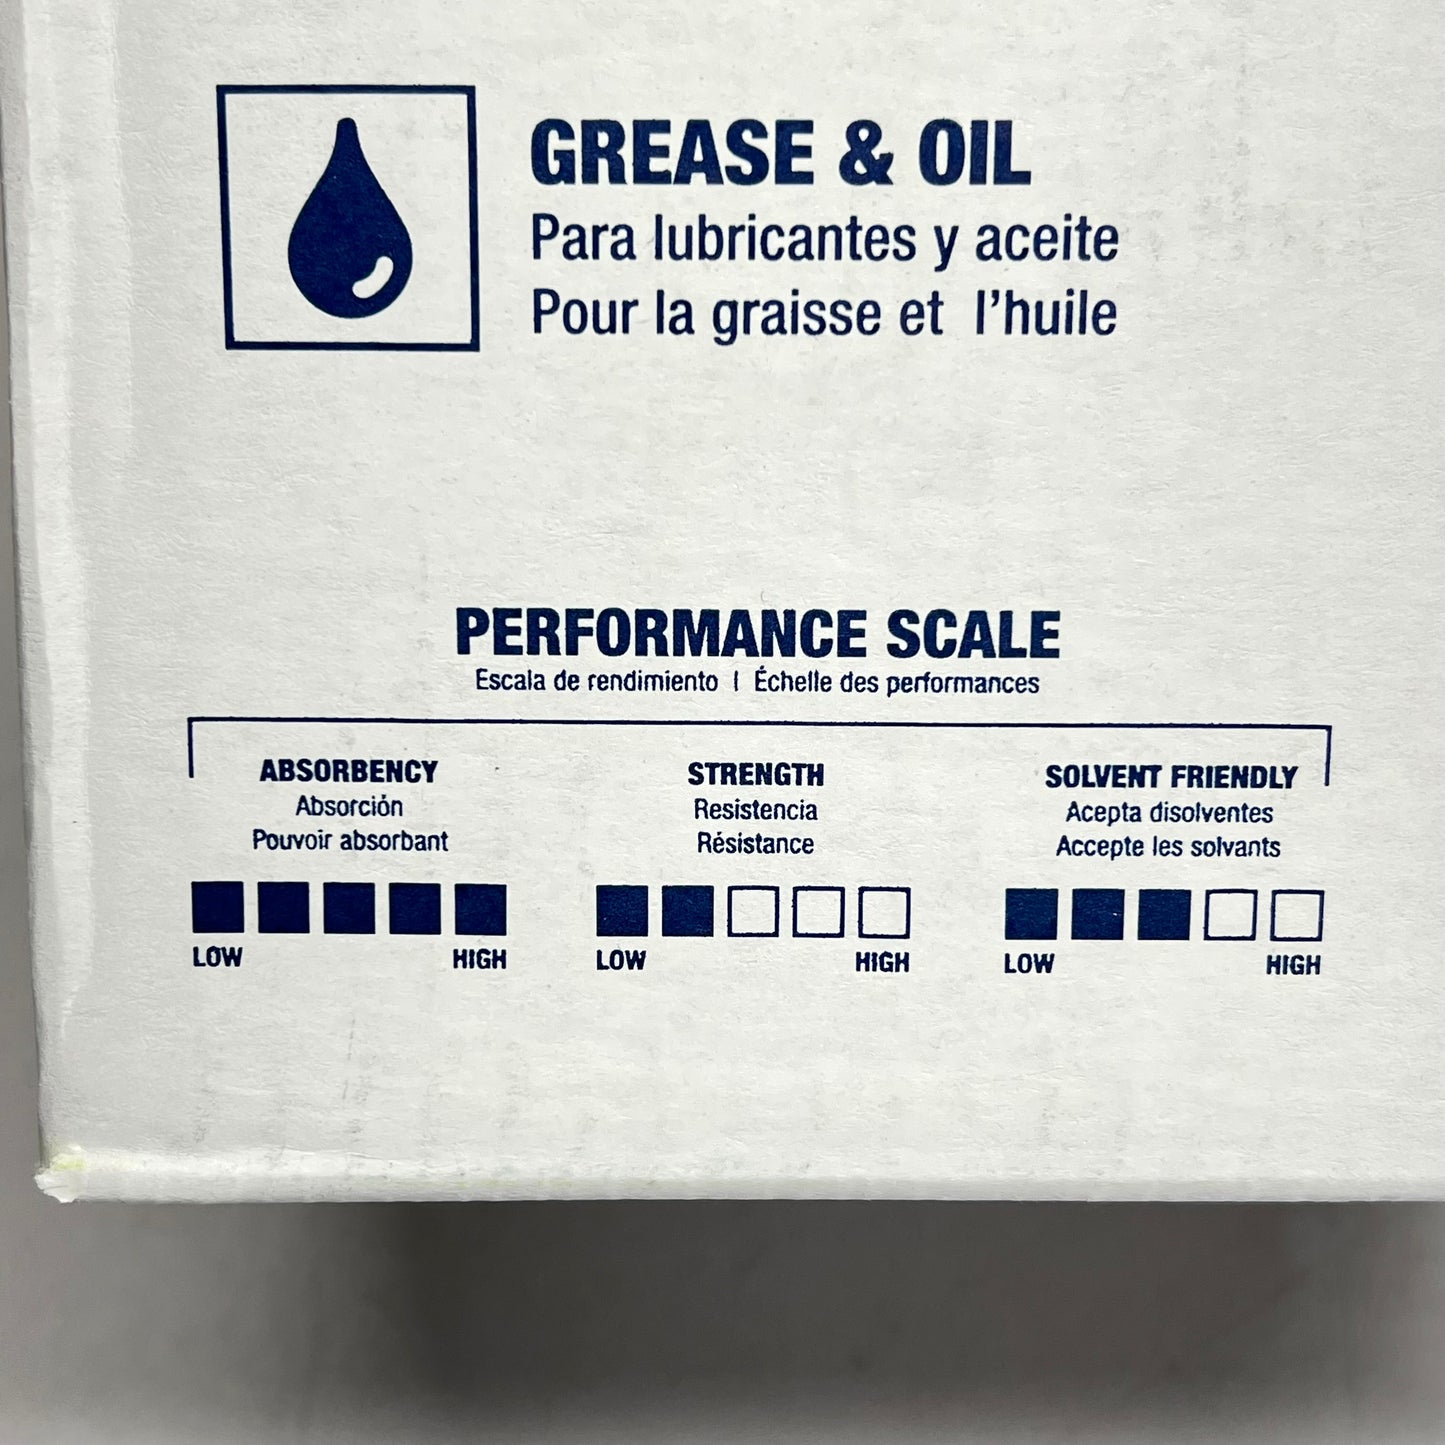 GREASE & OIL
Para lubricantes y aceite
Pour la graisse et l'huile
PERFORMANCE SCALE
Escala de rendimiento | Échelle des performances
ABSORBENCY
Absorción
Pouvoir absorbant
LOW HIGH
STRENGTH
Resistencia
Résistance
LOW HIGH
SOLVENT FRIENDLY
Acepta disolventes
Accepte les solvants
LOW HIGH